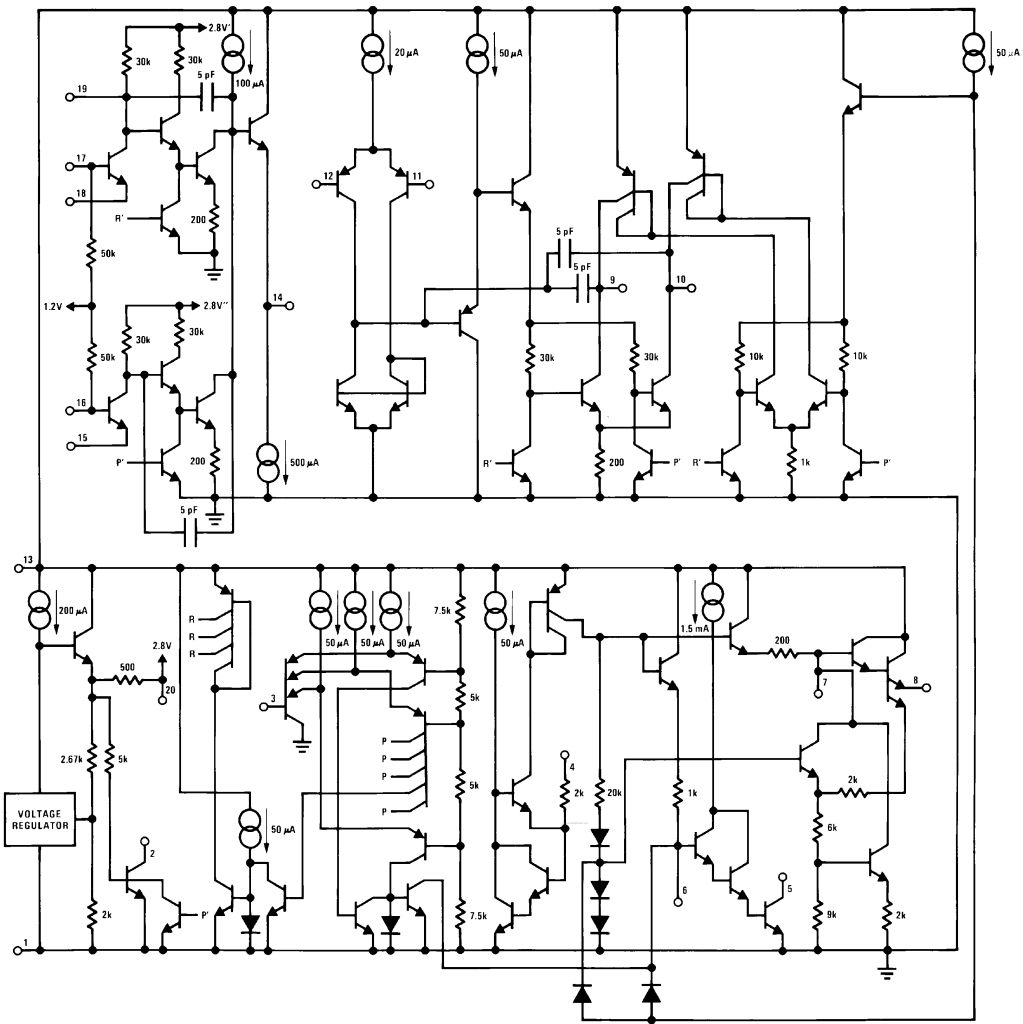 2.8V'
30k
30k
100 μA
20 μA
50 μA
50 μA
5 pF
19
17
18
R'
200
50k
12
11
5 pF
5 pF
9
10
1.2V
2.8V''
14
30k
30k
50k
30k
30k
10k
10k
16
15
P'
200
500 μA
R'
200
P'
R'
1k
P'
5 pF
13
200 μA
R
R
R
50 μA
50 μA
50 μA
7.5k
50 μA
1.5 mA
200
2.8V
500
20
3
5k
7
8
2.67k
5k
P
P
P
P
5k
4
2k
20k
1k
2k
VOLTAGE
REGULATOR
50 μA
6k
2
P'
2k
7.5k
6
5
9k
2k
1